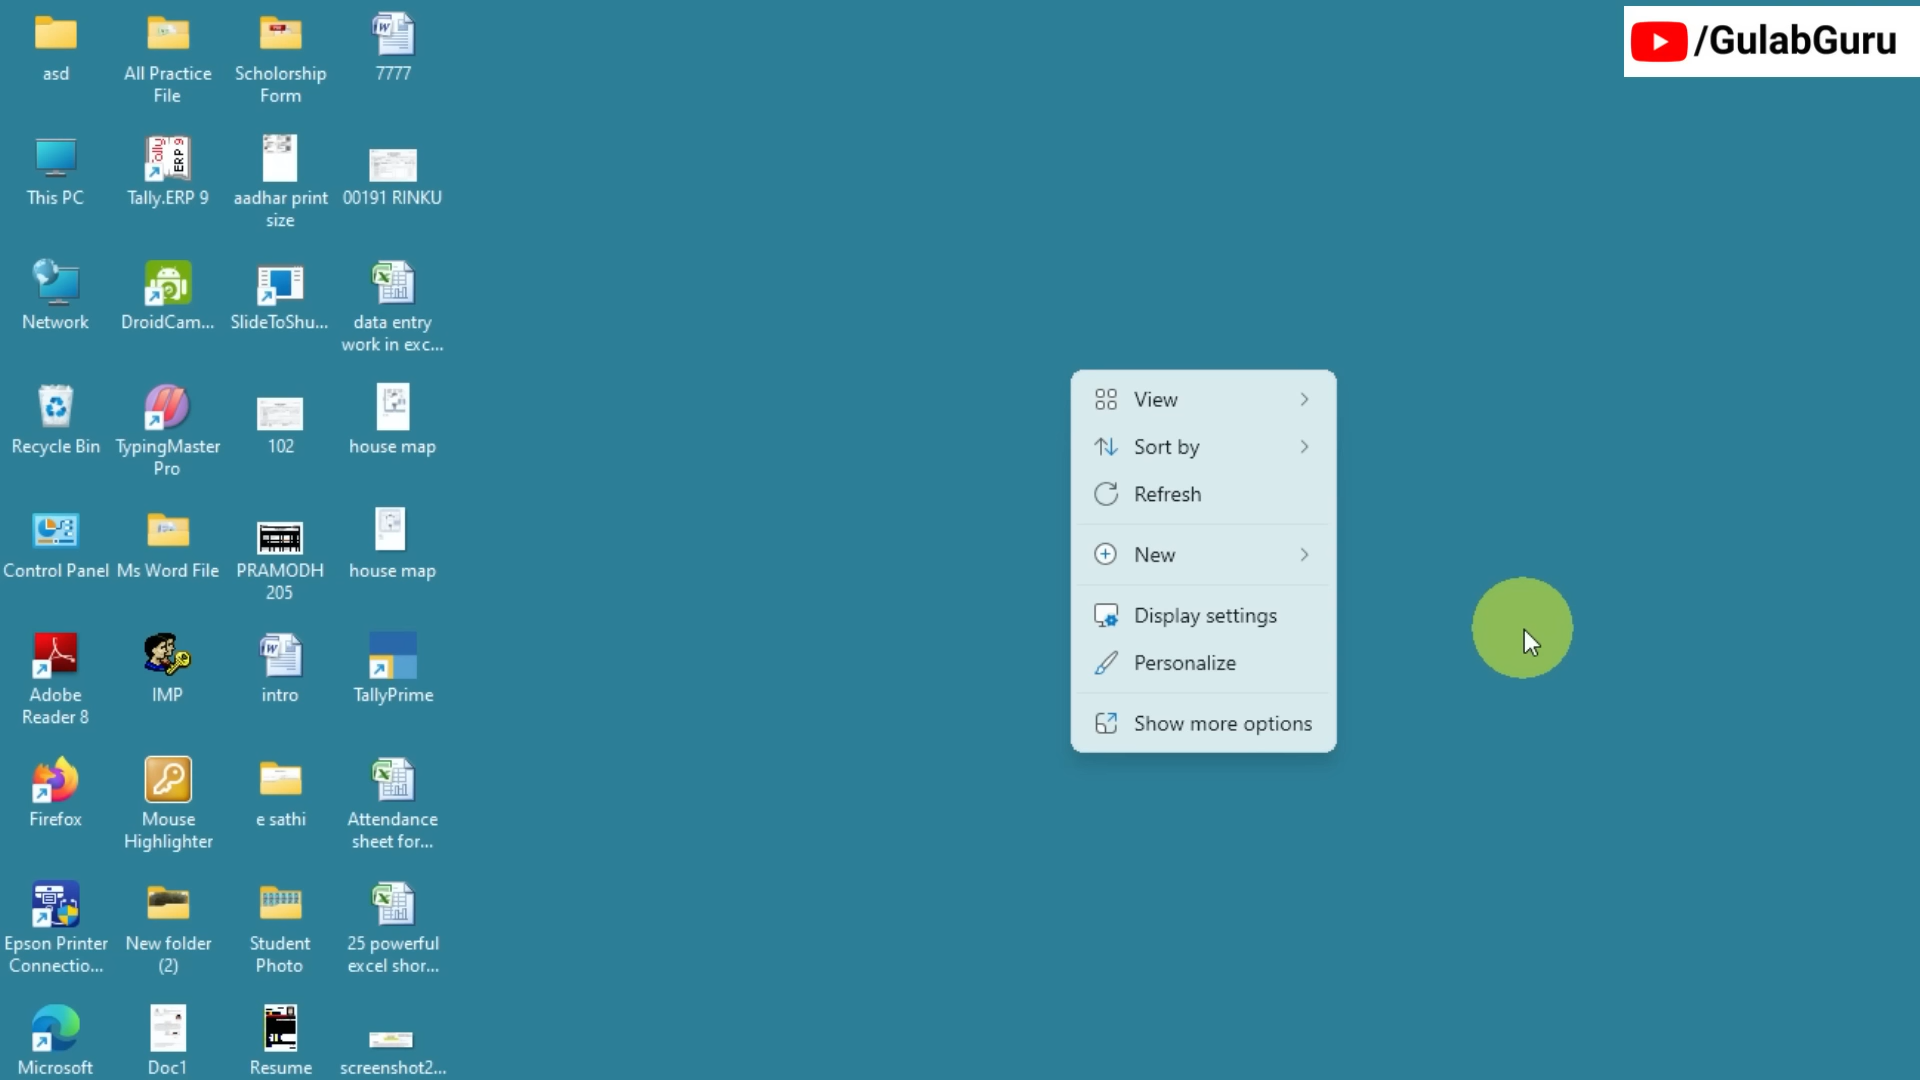 /GulabGuru
asd
All Practice
File
Scholorship
Form
7777
This PC
Tally.ERP 9
aadhar print
size
00191 RINKU
Network
DroidCam...
SlideToShu...
data entry
work in exc...
Recycle Bin
TypingMaster
Pro
102
house map
Control Panel
Ms Word File
PRAMODH
205
house map
Adobe
Reader 8
IMP
intro
TallyPrime
Firefox
Mouse
Highlighter
e sathi
Attendance
sheet for...
Epson Printer
Connectio...
New folder
(2)
Student
Photo
25 powerful
excel shor...
Microsoft
Doc1
Resume
screenshot2...
View
Sort by
Refresh
New
Display settings
Personalize
Show more options